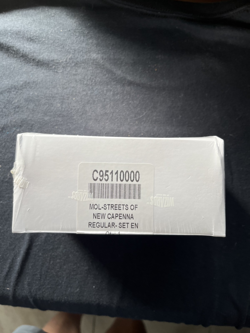 C95110000
MOL-STREETS OF
NEW CAPENNA
REGULAR- SET EN